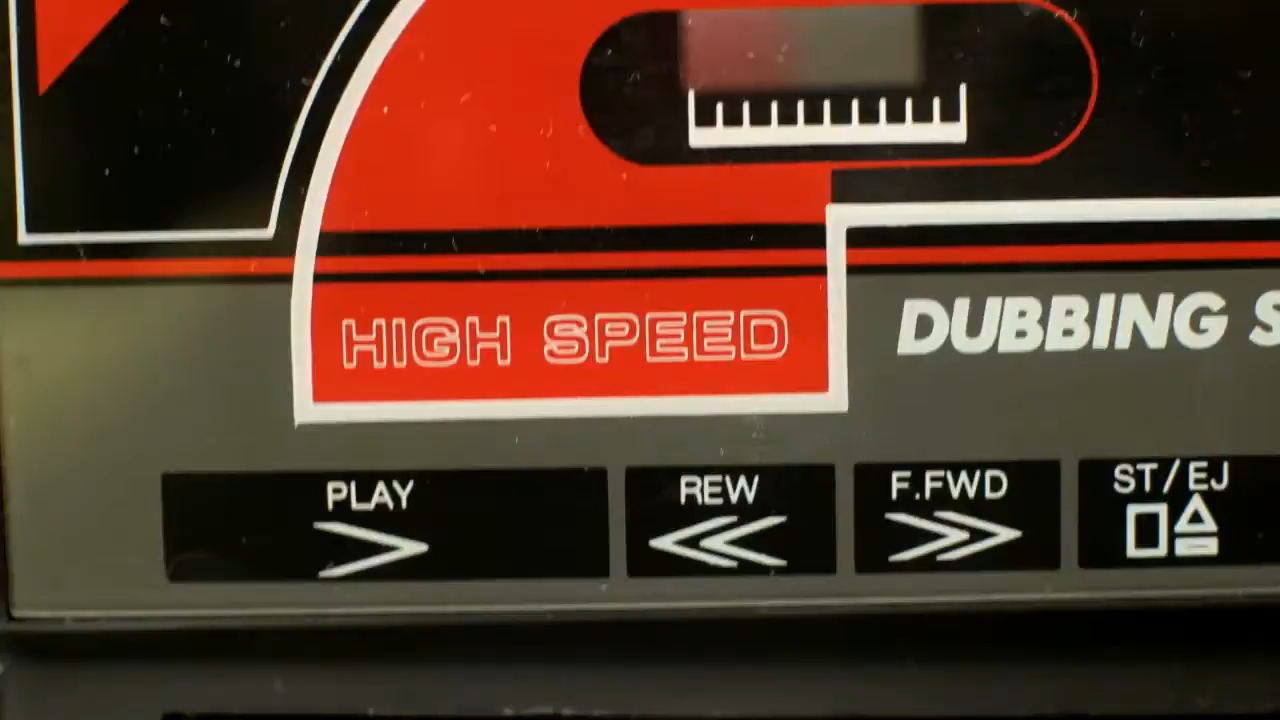 HIGH SPEED
DUBBING S
PLAY
REW
F.FWD
ST/EJ